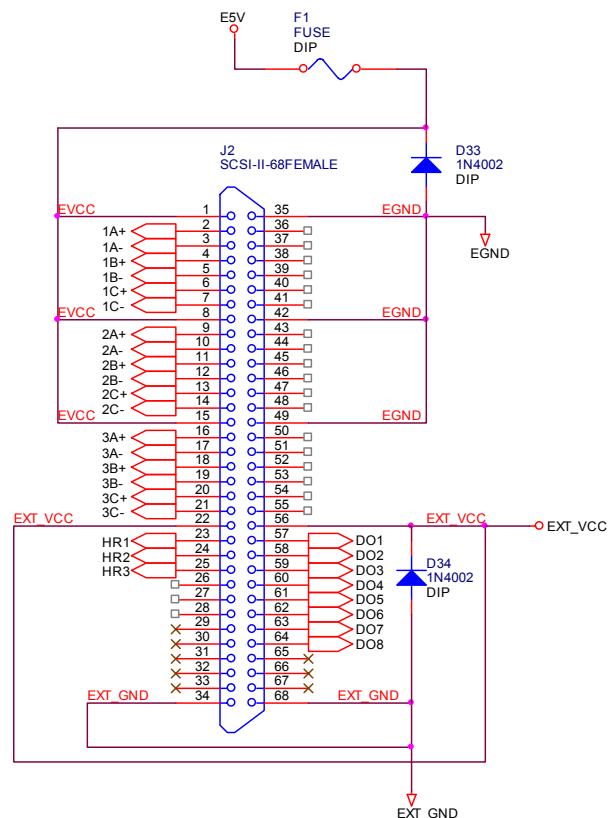 E5V
F1
FUSE
DIP
J2
SCSI-II-68FEMALE
D33
1N4002
DIP
EVCC 1 35 EGND
1A+ 2 36
1A- 3 37
1B+ 4 38
1B- 5 39
1C+ 6 40
1C- 7 41
EVCC 8 42 EGND
2A+ 9 43
2A- 10 44
2B+ 11 45
2B- 12 46
2C+ 13 47
2C- 14 48
EVCC 15 49 EGND
3A+ 16 50
3A- 17 51
3B+ 18 52
3B- 19 53
3C+ 20 54
3C- 21 55
EXT_VCC 22 56 EXT_VCC
HR1 23 57 DO1
HR2 24 58 DO2
HR3 25 59 DO3
26 60 DO4
27 61 DO5
28 62 DO6
29 63 DO7
30 64 DO8
31 65
32 66
33 67
EXT_GND 34 68 EXT_GND
EGND
EXT_VCC
D34
1N4002
DIP
EXT_GND